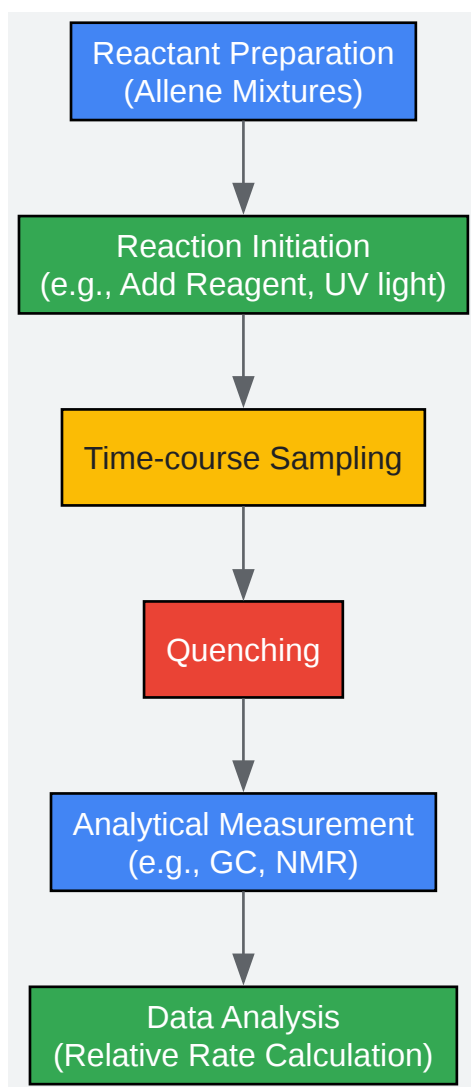 Reactant Preparation
(Allene Mixtures)
Reaction Initiation
(e.g., Add Reagent, UV light)
Time-course Sampling
Quenching
Analytical Measurement
(e.g., GC, NMR)
Data Analysis
(Relative Rate Calculation)